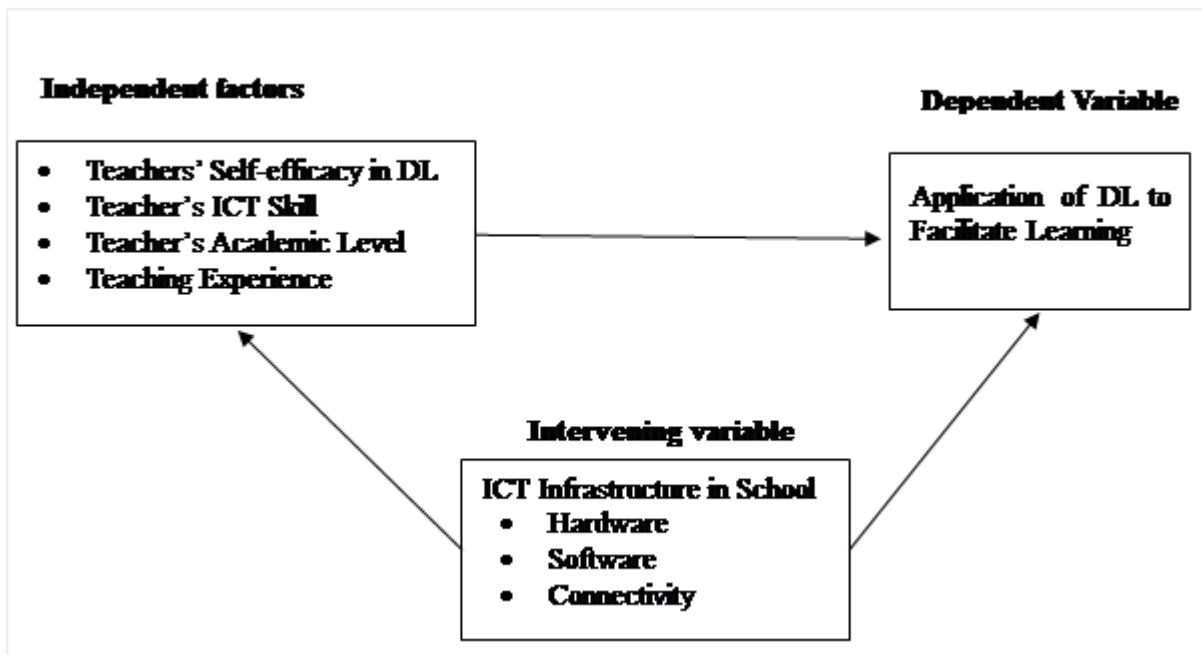 Independent factors
• Teachers' Self-efficacy in DL
• Teacher's ICT Skill
• Teacher's Academic Level
• Teaching Experience
Dependent Variable
Application of DL to
Facilitate Learning
Intervening variable
ICT Infrastructure in School
• Hardware
• Software
• Connectivity